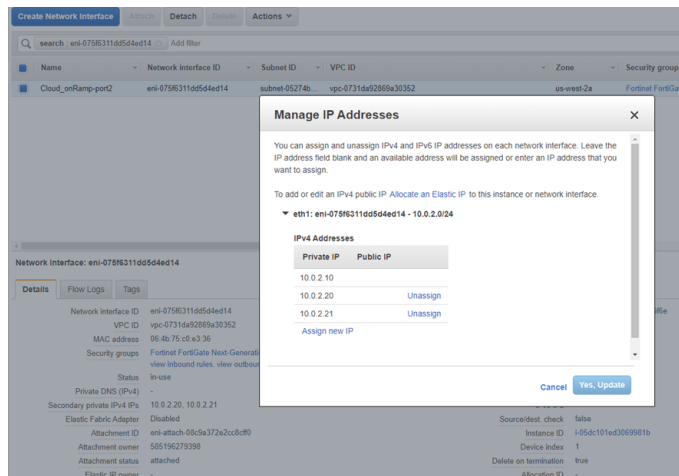 Create Network Interface Attach Detach Delete Actions
search : eni-075f6311dd5d4ed14 Add filter
Name Network interface ID Subnet ID VPC ID Zone Security group
Cloud_onRamp-port2 eni-075f6311dd5d4ed14 subnet-05274b... vpc-0731da92869a30352 us-west-2a Fortinet FortiGa
Manage IP Addresses
You can assign and unassign IPv4 and IPv6 IP addresses on each network interface. Leave the
IP address field blank and an available address will be assigned or enter an IP address that you
want to assign.
To add or edit an IPv4 public IP Allocate an Elastic IP to this instance or network interface.
eth1: eni-075f6311dd5d4ed14 - 10.0.2.0/24
IPv4 Addresses
Private IP Public IP
10.0.2.10
10.0.2.20 Unassign
10.0.2.21 Unassign
Assign new IP
Cancel Yes, Update
Network Interface: eni-075f6311dd5d4ed14
Details Flow Logs Tags
Network interface ID eni-075f6311dd5d4ed14
VPC ID vpc-0731da92869a30352
MAC address 06:4b:75:c0:e3:36
Security groups Fortinet FortiGate Next-Generati
view inbound rules. view outbour
Status in-use
Private DNS (IPv4) -
Secondary private IPv4 IPs 10.0.2.20, 10.0.2.21
Elastic Fabric Adapter Disabled Source/dest. check false
Attachment ID eni-attach-08c9a372e2cc8cff0 Instance ID i-05dc101ed3069981b
Attachment owner 585196279398 Device index 1
Attachment status attached Delete on termination true
Elastic IP owner - Allocation ID -